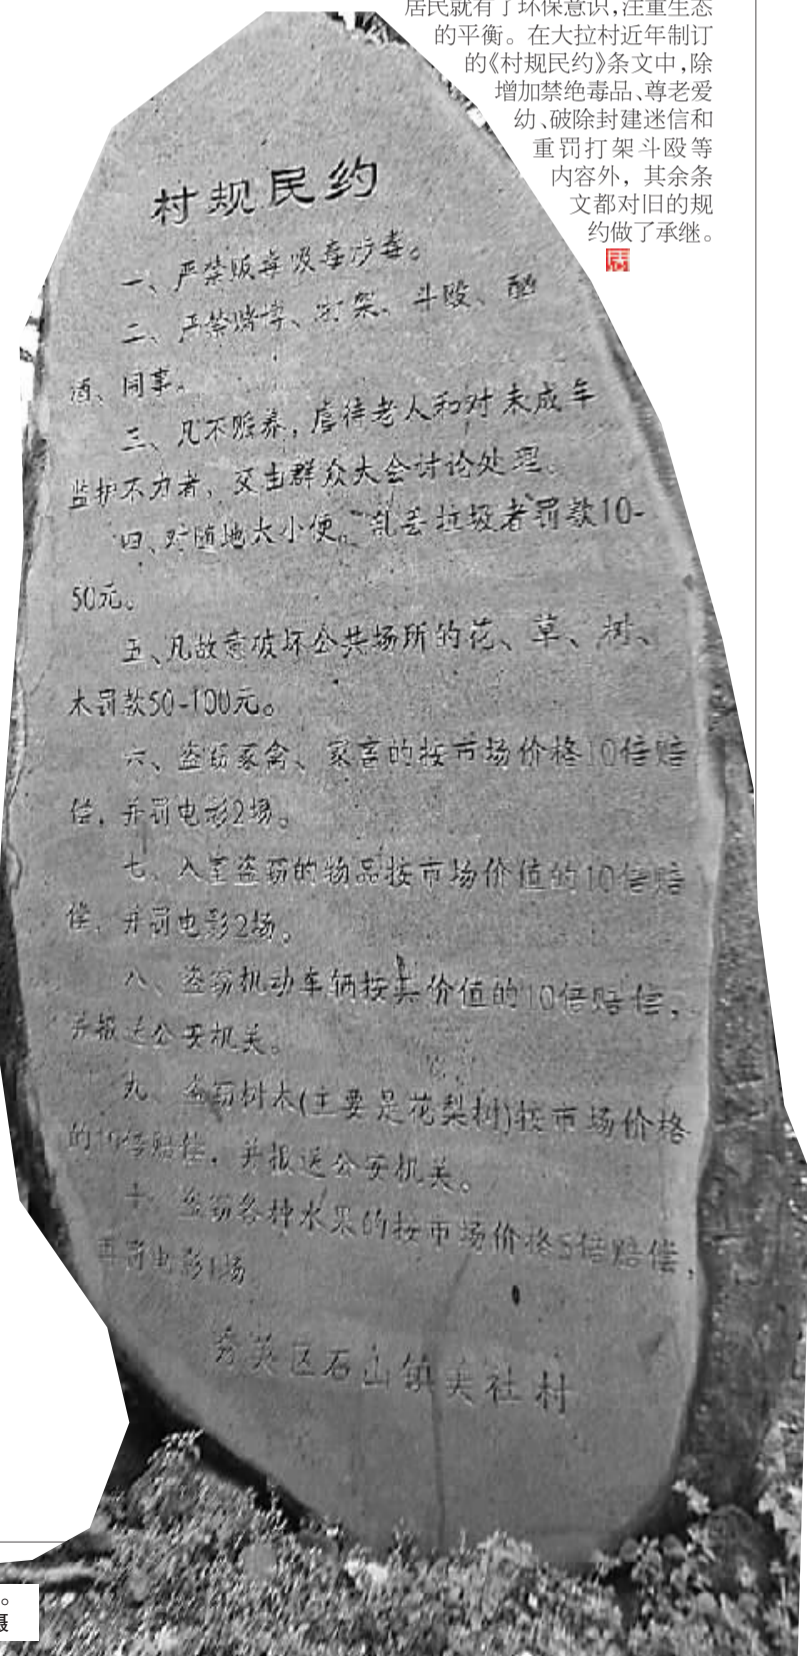 居民就有了环保意识，注重生态
的平衡。在大拉村近年制订
的《村规民约》条文中，除
增加禁绝毒品、尊老爱
幼、破除封建迷信和
重罚打架斗殴等
内容外，其余条
文都对旧的规
约做了承继。
村规民约
一、严禁贩毒吸毒防毒。
二、严禁赌博、打架、斗殴、酗
酒、同事。
三、凡不赡养，虐待老人和对未成年
监护不力者、交由群众大会讨论处理。
四、对随地大小便。乱丢垃圾者罚款10-
50元。
五、凡故意破坏公共场所的花、草、树、
木罚款50-100元。
六、盗窃家禽、家畜的按市场价格10倍赔
偿，并罚电影2场。
七、入室盗窃的物品按市场价值的10倍赔
偿，并罚电影2场。
八、盗窃机动车辆按其价值的10倍赔偿，
并报送公安机关。
九、盗窃树木(主要是花梨树)按市场价格
的10倍赔偿，并报送公安机关。
十、盗窃各种水果的按市场价格5倍赔偿，
再罚电影1场
秀英区石山镇美社村
。
摄